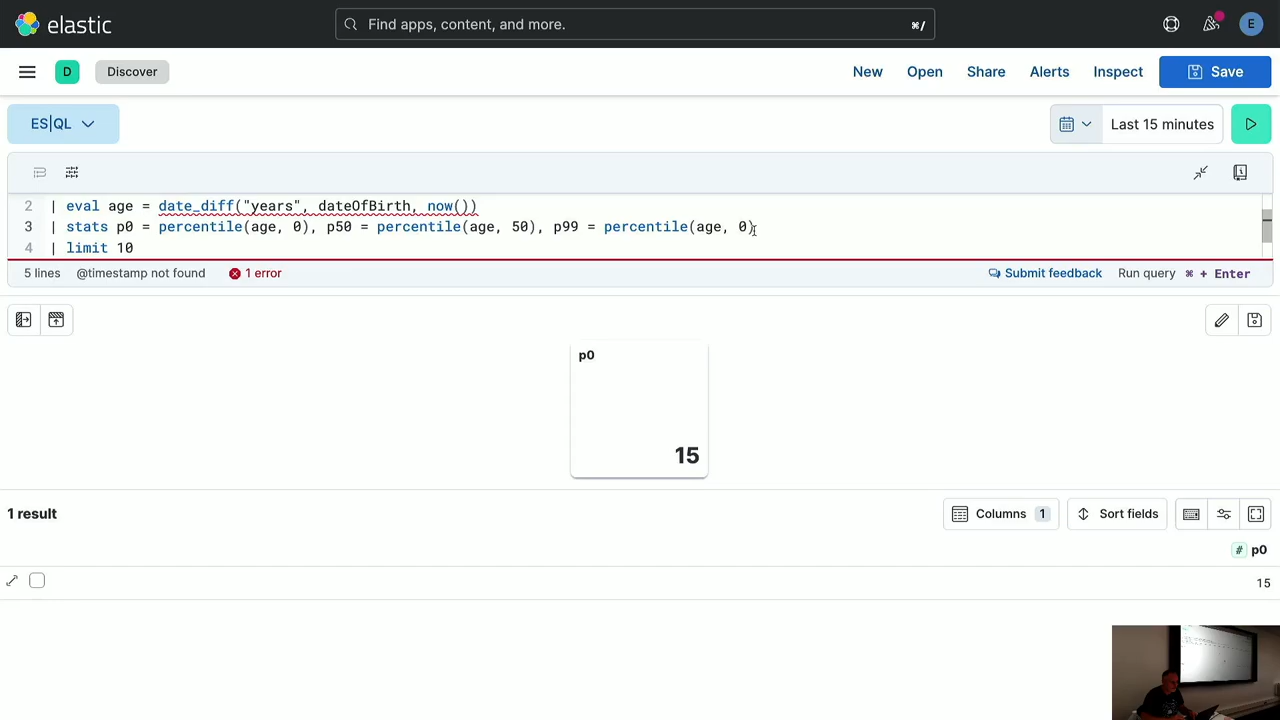 elastic
Find apps, content, and more.
⌘/
E
D
Discover
New
Open
Share
Alerts
Inspect
Save
ES|QL
Last 15 minutes
2 | eval age = date_diff("years", dateOfBirth, now())
3 | stats p0 = percentile(age, 0), p50 = percentile(age, 50), p99 = percentile(age, 0)
4 | limit 10
5 lines
@timestamp not found
1 error
Submit feedback
Run query ⌘ + Enter
p0
15
1 result
Columns 1
Sort fields
# p0
15